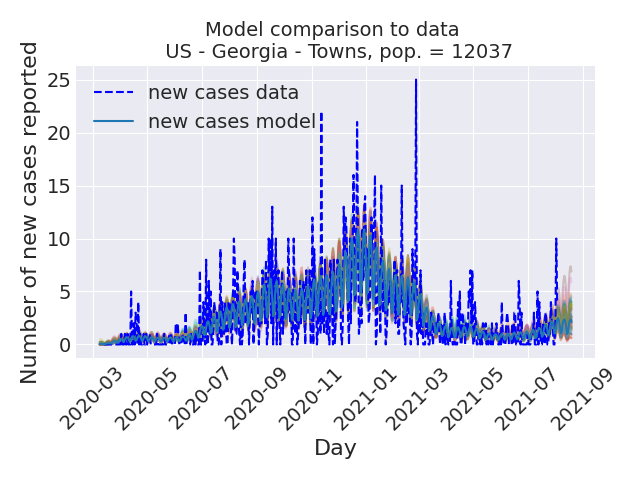 Model comparison to data
US - Georgia - Towns, pop. = 12037
Number of new cases reported
25
20
15
10
5
0
new cases data
new cases model
2020-03
2020-05
2020-07
2020-09
2020-11
2021-01
2021-03
2021-05
2021-07
2021-09
Day